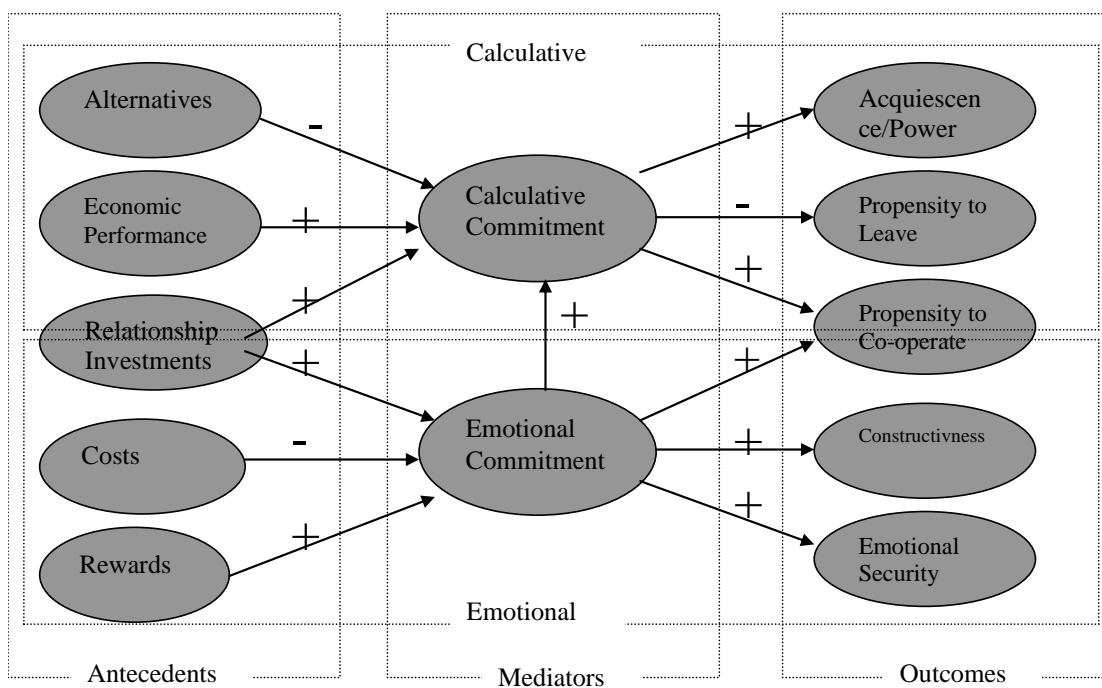 Calculative
Alternatives
-
+
Acquiescen
ce/Power
Economic
Performance
+
Calculative
Commitment
-
Propensity to
Leave
+
+
Relationship
Investments
+
+
+
Propensity to
Co-operate
Costs
-
Emotional
Commitment
+
Constructivness
Rewards
+
+
Emotional
Security
Emotional
Antecedents
Mediators
Outcomes